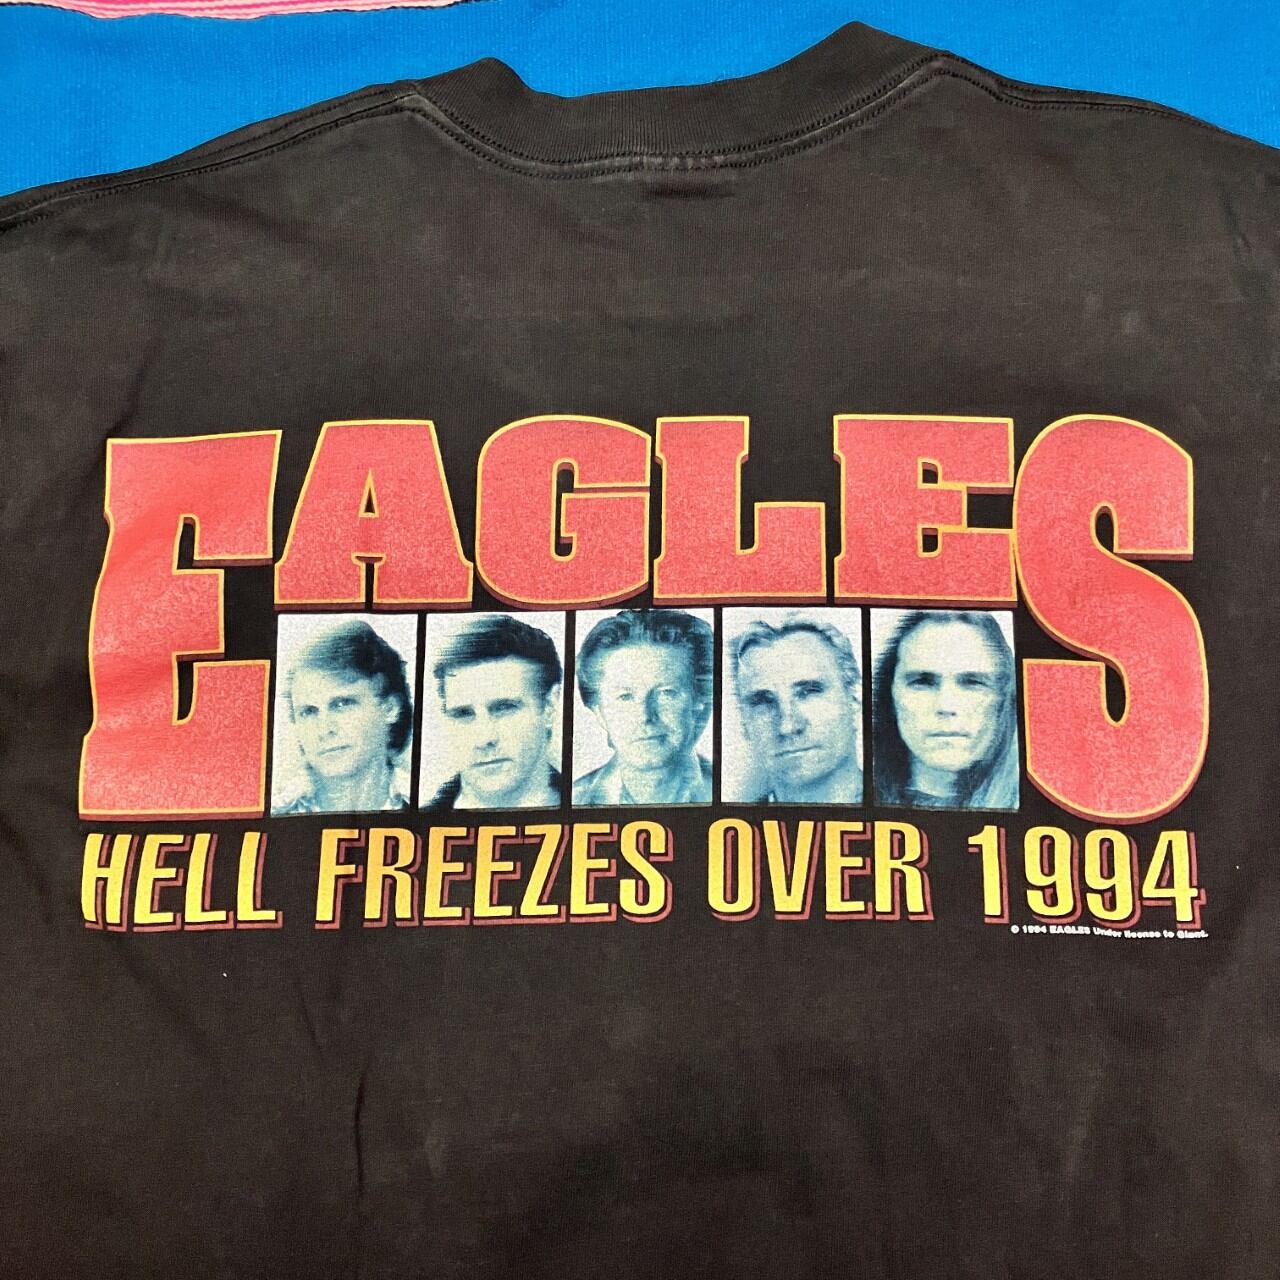 EAGLES
HELL FREEZES OVER 1994
© 1994 EAGLES Under license to Giant.